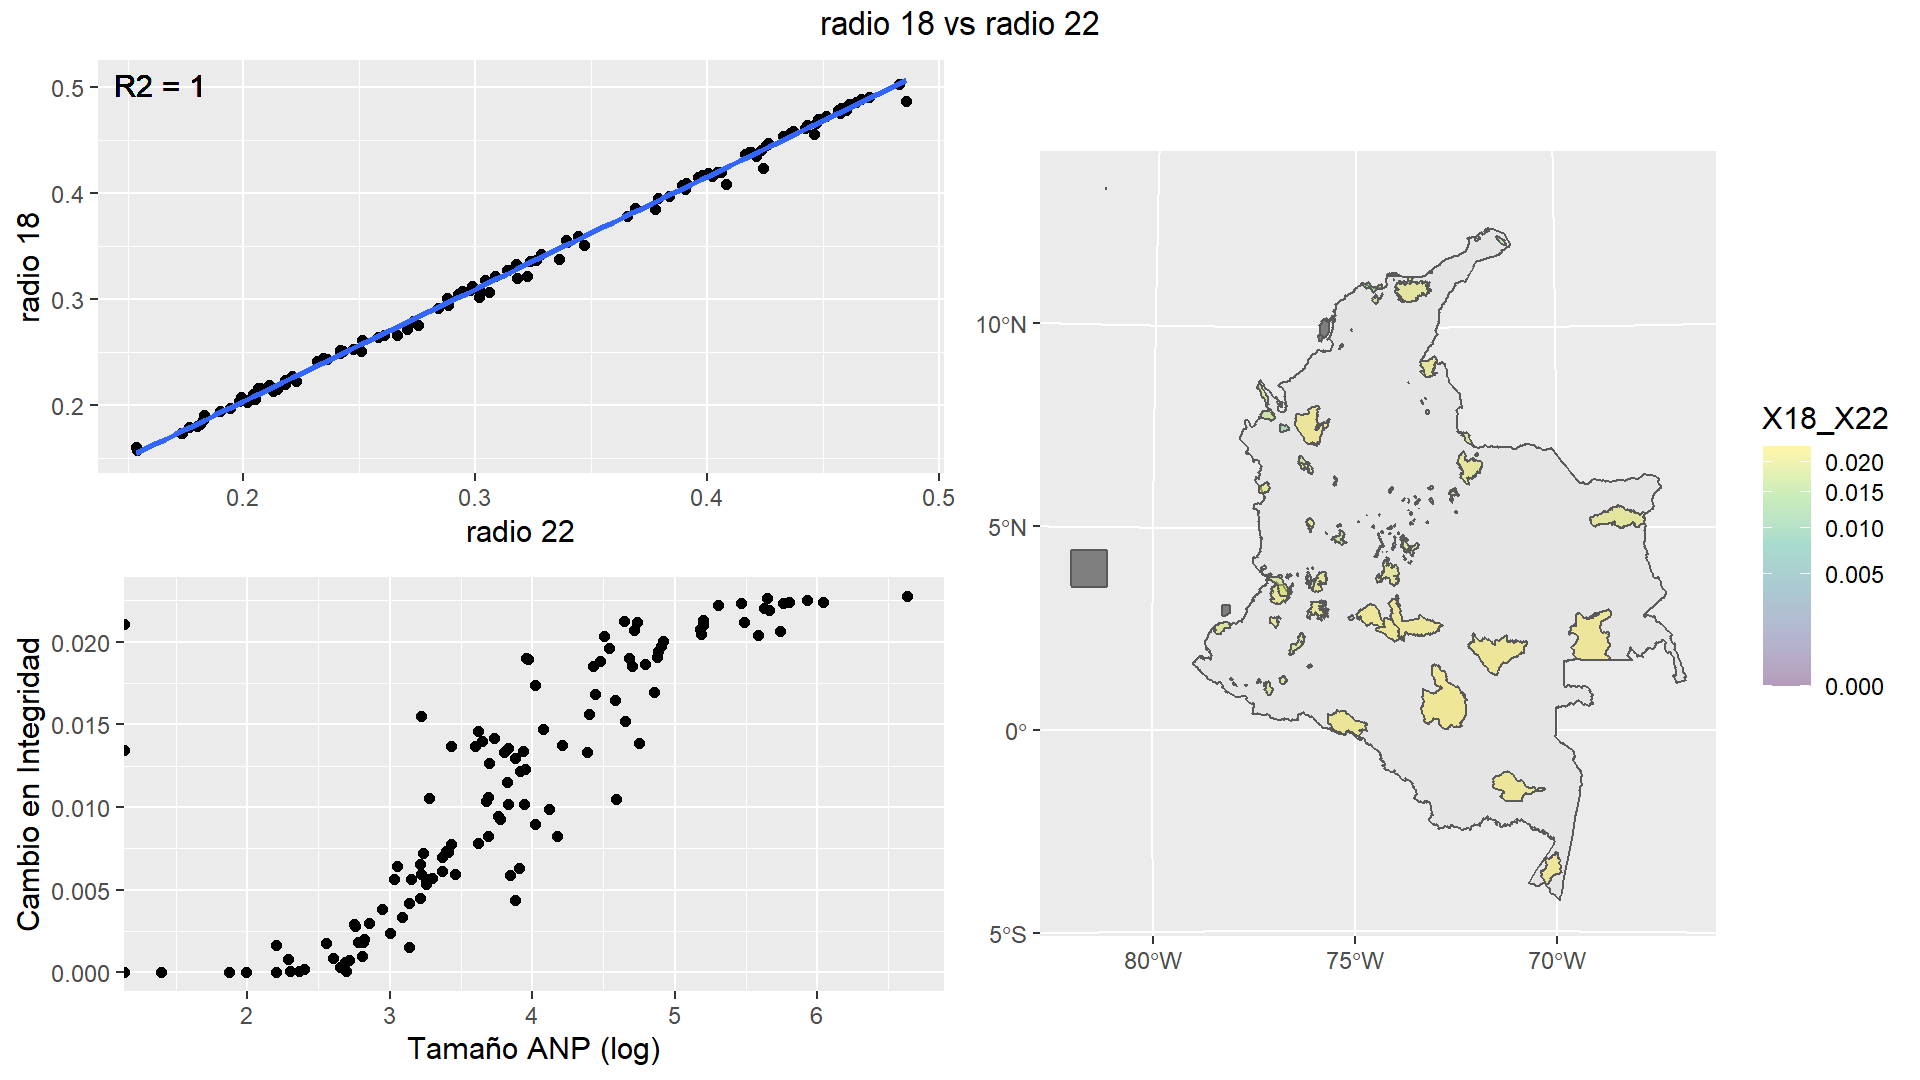 radio 18 vs radio 22
R2 = 1
0.5
0.4
0.3
0.2
radio 18
0.2
0.3
0.4
0.5
radio 22
0.020
0.015
0.010
0.005
0.000
Cambio en Integridad
2
3
4
5
6
Tamaño ANP (log)
10°N
5°N
0°
5°S
80°W
75°W
70°W
X18_X22
0.020
0.015
0.010
0.005
0.000